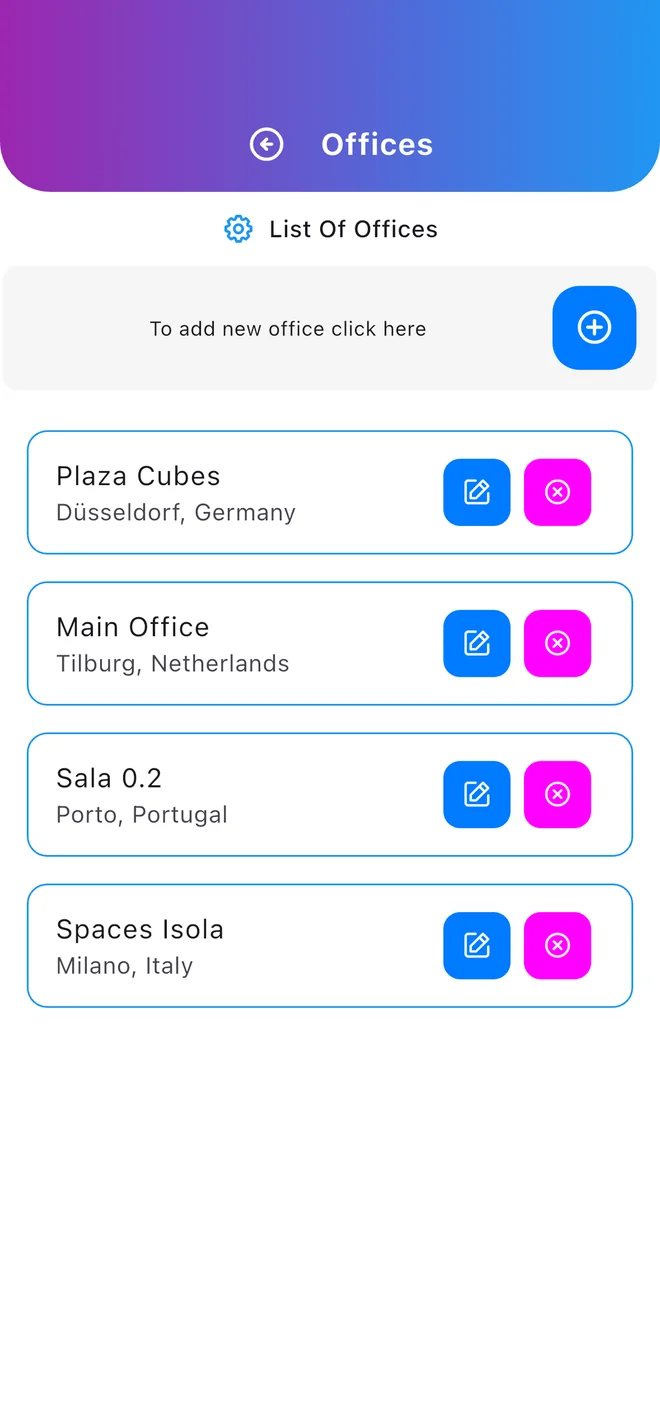 Offices
List Of Offices
To add new office click here
Plaza Cubes
Düsseldorf, Germany
Main Office
Tilburg, Netherlands
Sala 0.2
Porto, Portugal
Spaces Isola
Milano, Italy